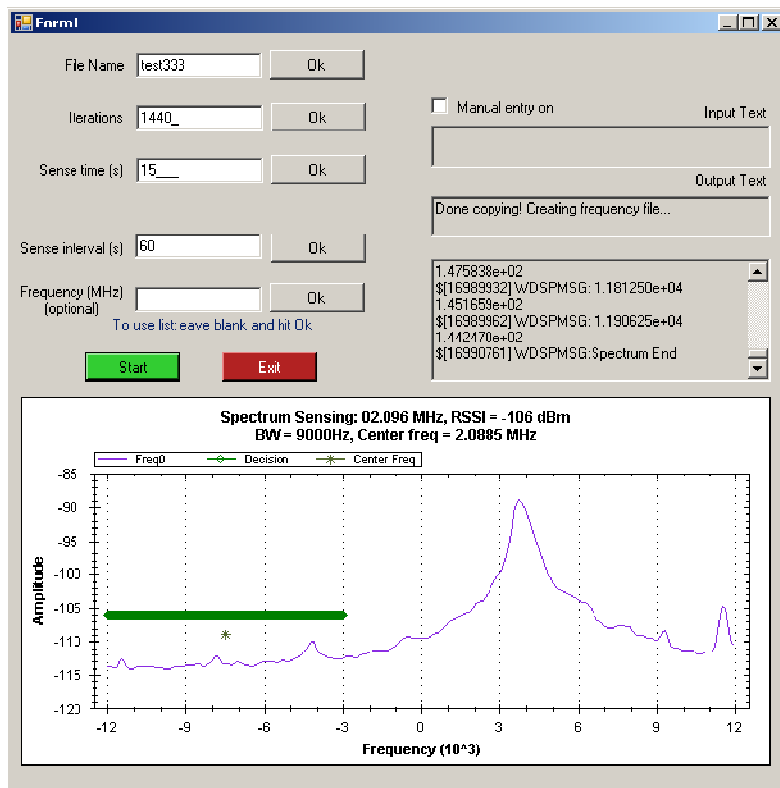 Form1
File Name test333 Ok
Iterations 1440_ Ok
Sense time (s) 15___ Ok
Sense interval (s) 60 Ok
Frequency (MHz) (optional) Ok
To use list leave blank and hit Ok
Start Exit
Manual entry on
Input Text
Output Text
Done copying! Creating frequency file...
1.475838e+02
$[16989932] WDSPMSG: 1.181250e+04
1.451659e+02
$[16989962] WDSPMSG: 1.190625e+04
1.442470e+02
$[16990761] WDSPMSG:Spectrum End
Spectrum Sensing: 02.096 MHz, RSSI = -106 dBm
BW = 9000Hz, Center freq = 2.0885 MHz
Freq0 Decision Center Freq
Amplitude
-85
-90
-95
-100
-105
-110
-115
-120
-12 -9 -6 -3 0 3 6 9 12
Frequency (10^3)